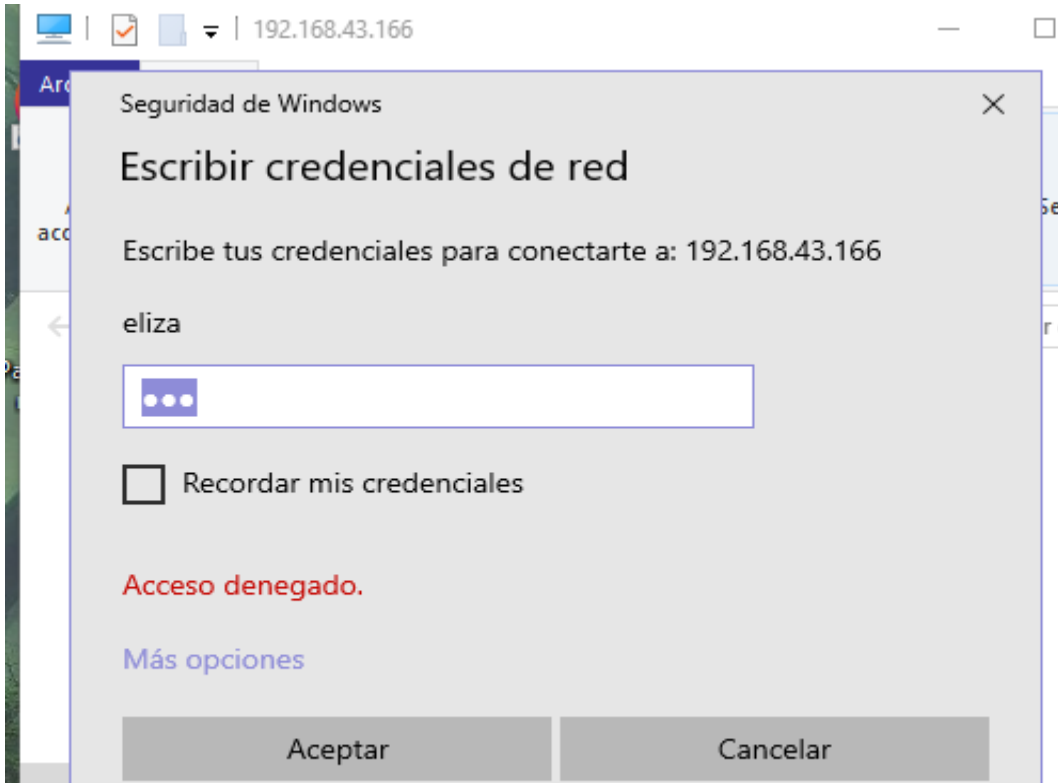 192.168.43.166
Seguridad de Windows
Escribir credenciales de red
Escribe tus credenciales para conectarte a: 192.168.43.166
eliza
Recordar mis credenciales
Acceso denegado.
Más opciones
Aceptar
Cancelar